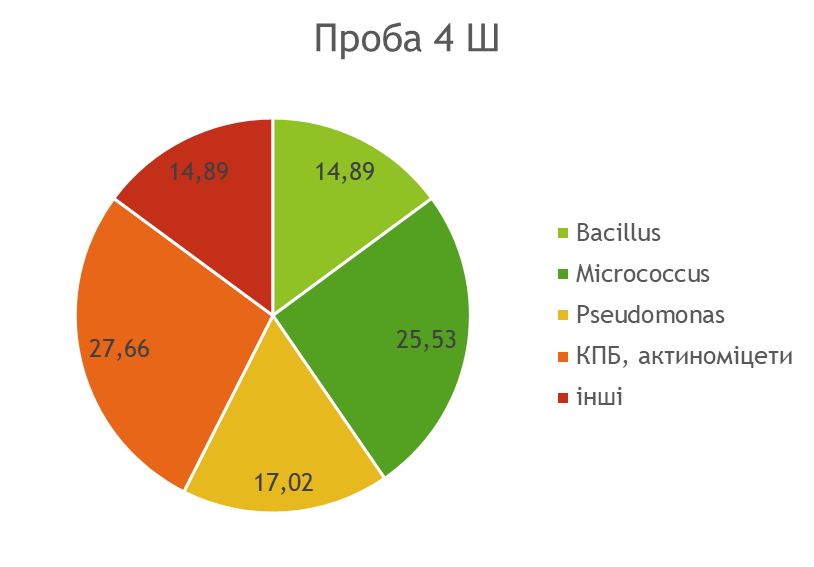 Проба 4 Ш
14,89
14,89
25,53
27,66
17,02
Bacillus
Micrococcus
Pseudomonas
КПБ, актиноміцети
інші